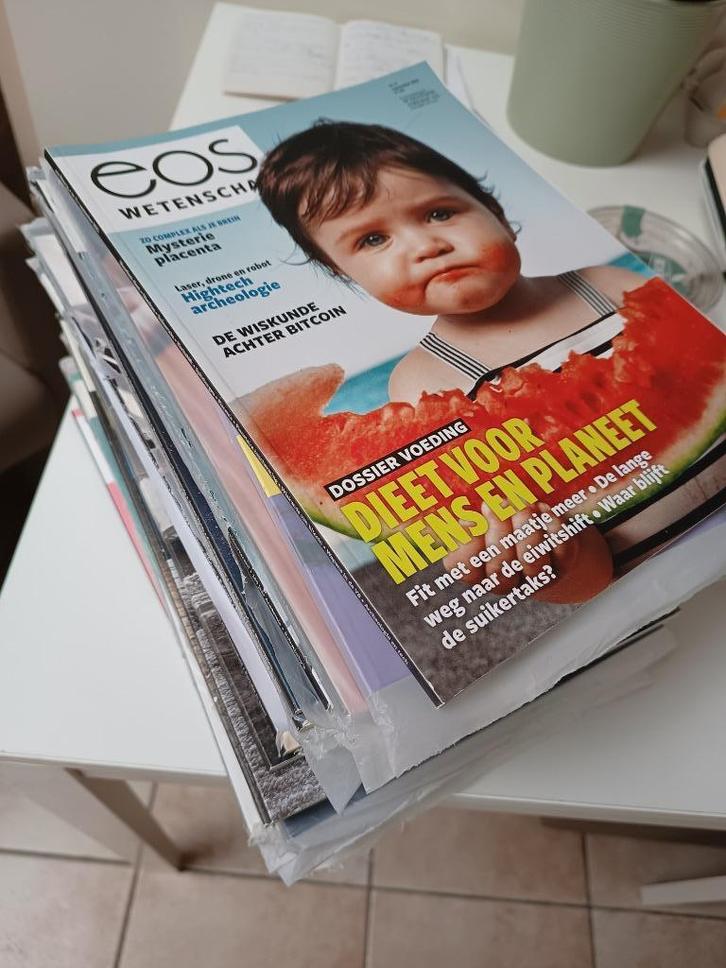 eos
WETENSCHA
ZO COMPLEX ALS JE BREIN
Mysterie
placenta
Laser, drone en robot
Hightech
archeologie
DE WISKUNDE
ACHTER BITCOIN
DOSSIER VOEDING
DIEET VOOR
MENS EN PLANEET
Fit met een maatje meer • De lange
weg naar de eiwitshift • Waar blijft
de suikertaks?